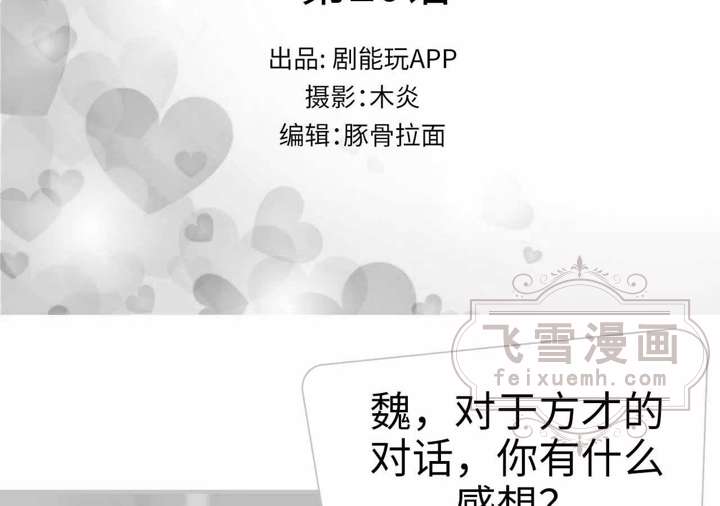 出品: 剧能玩APP
摄影:木炎
编辑:豚骨拉面
飞雪漫画
feixuemh.com
魏，对于方才的
对话，你有什么
感想?